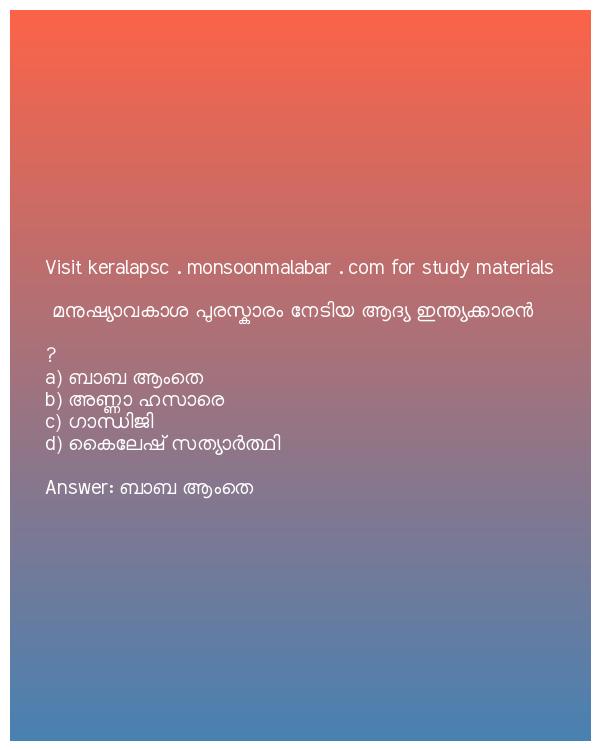 Visit keralapsc . monsoonmalabar . com for study materials
മനുഷ്യാവകാശ പുരസ്കാരം നേടിയ ആദ്യ ഇന്ത്യക്കാരൻ
?
a) ബാബ ആംതെ
b) അണ്ണാ ഹസാരെ
c) ഗാന്ധിജി
d) കൈലേഷ് സത്യാർത്ഥി
Answer: ബാബ ആംതെ